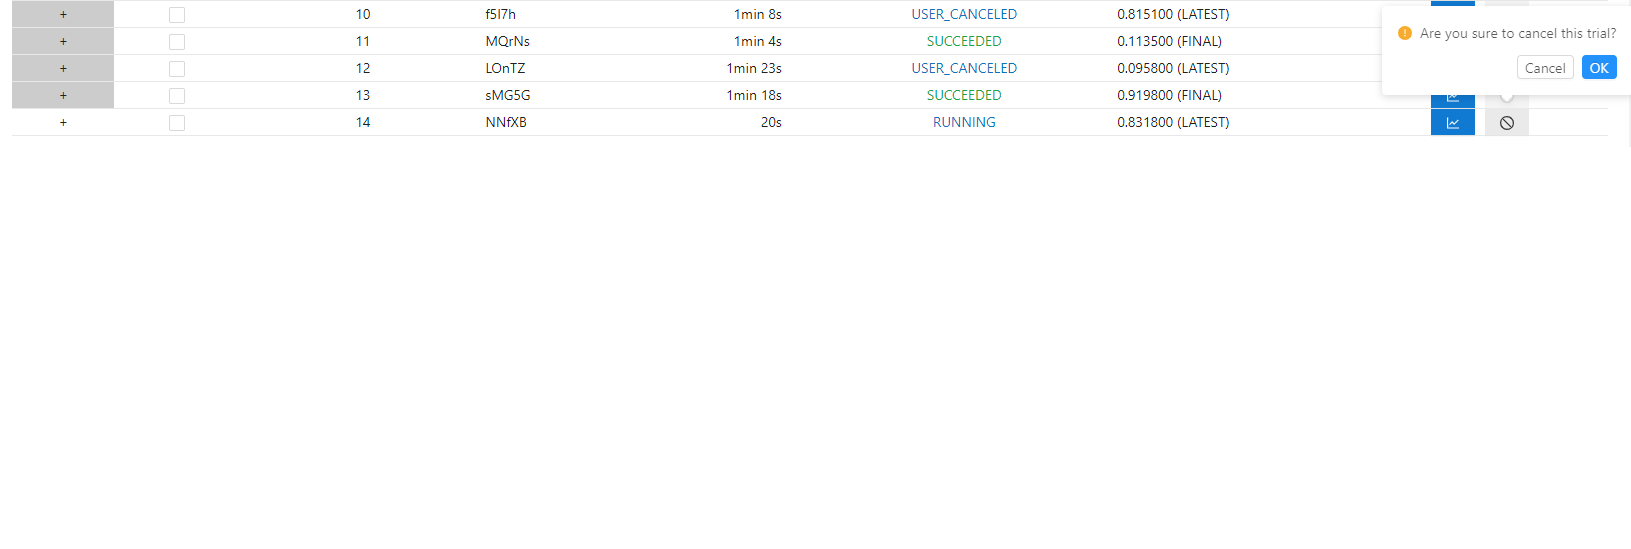 + 10 f5I7h 1min 8s USER_CANCELED 0.815100 (LATEST)
Are you sure to cancel this trial?
Cancel OK
+ 11 MQrNs 1min 4s SUCCEEDED 0.113500 (FINAL)
+ 12 LOnTZ 1min 23s USER_CANCELED 0.095800 (LATEST)
+ 13 sMG5G 1min 18s SUCCEEDED 0.919800 (FINAL)
+ 14 NNfXB 20s RUNNING 0.831800 (LATEST)